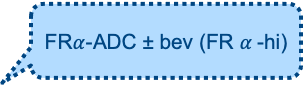 FRα-ADC ± bev (FR α -hi)